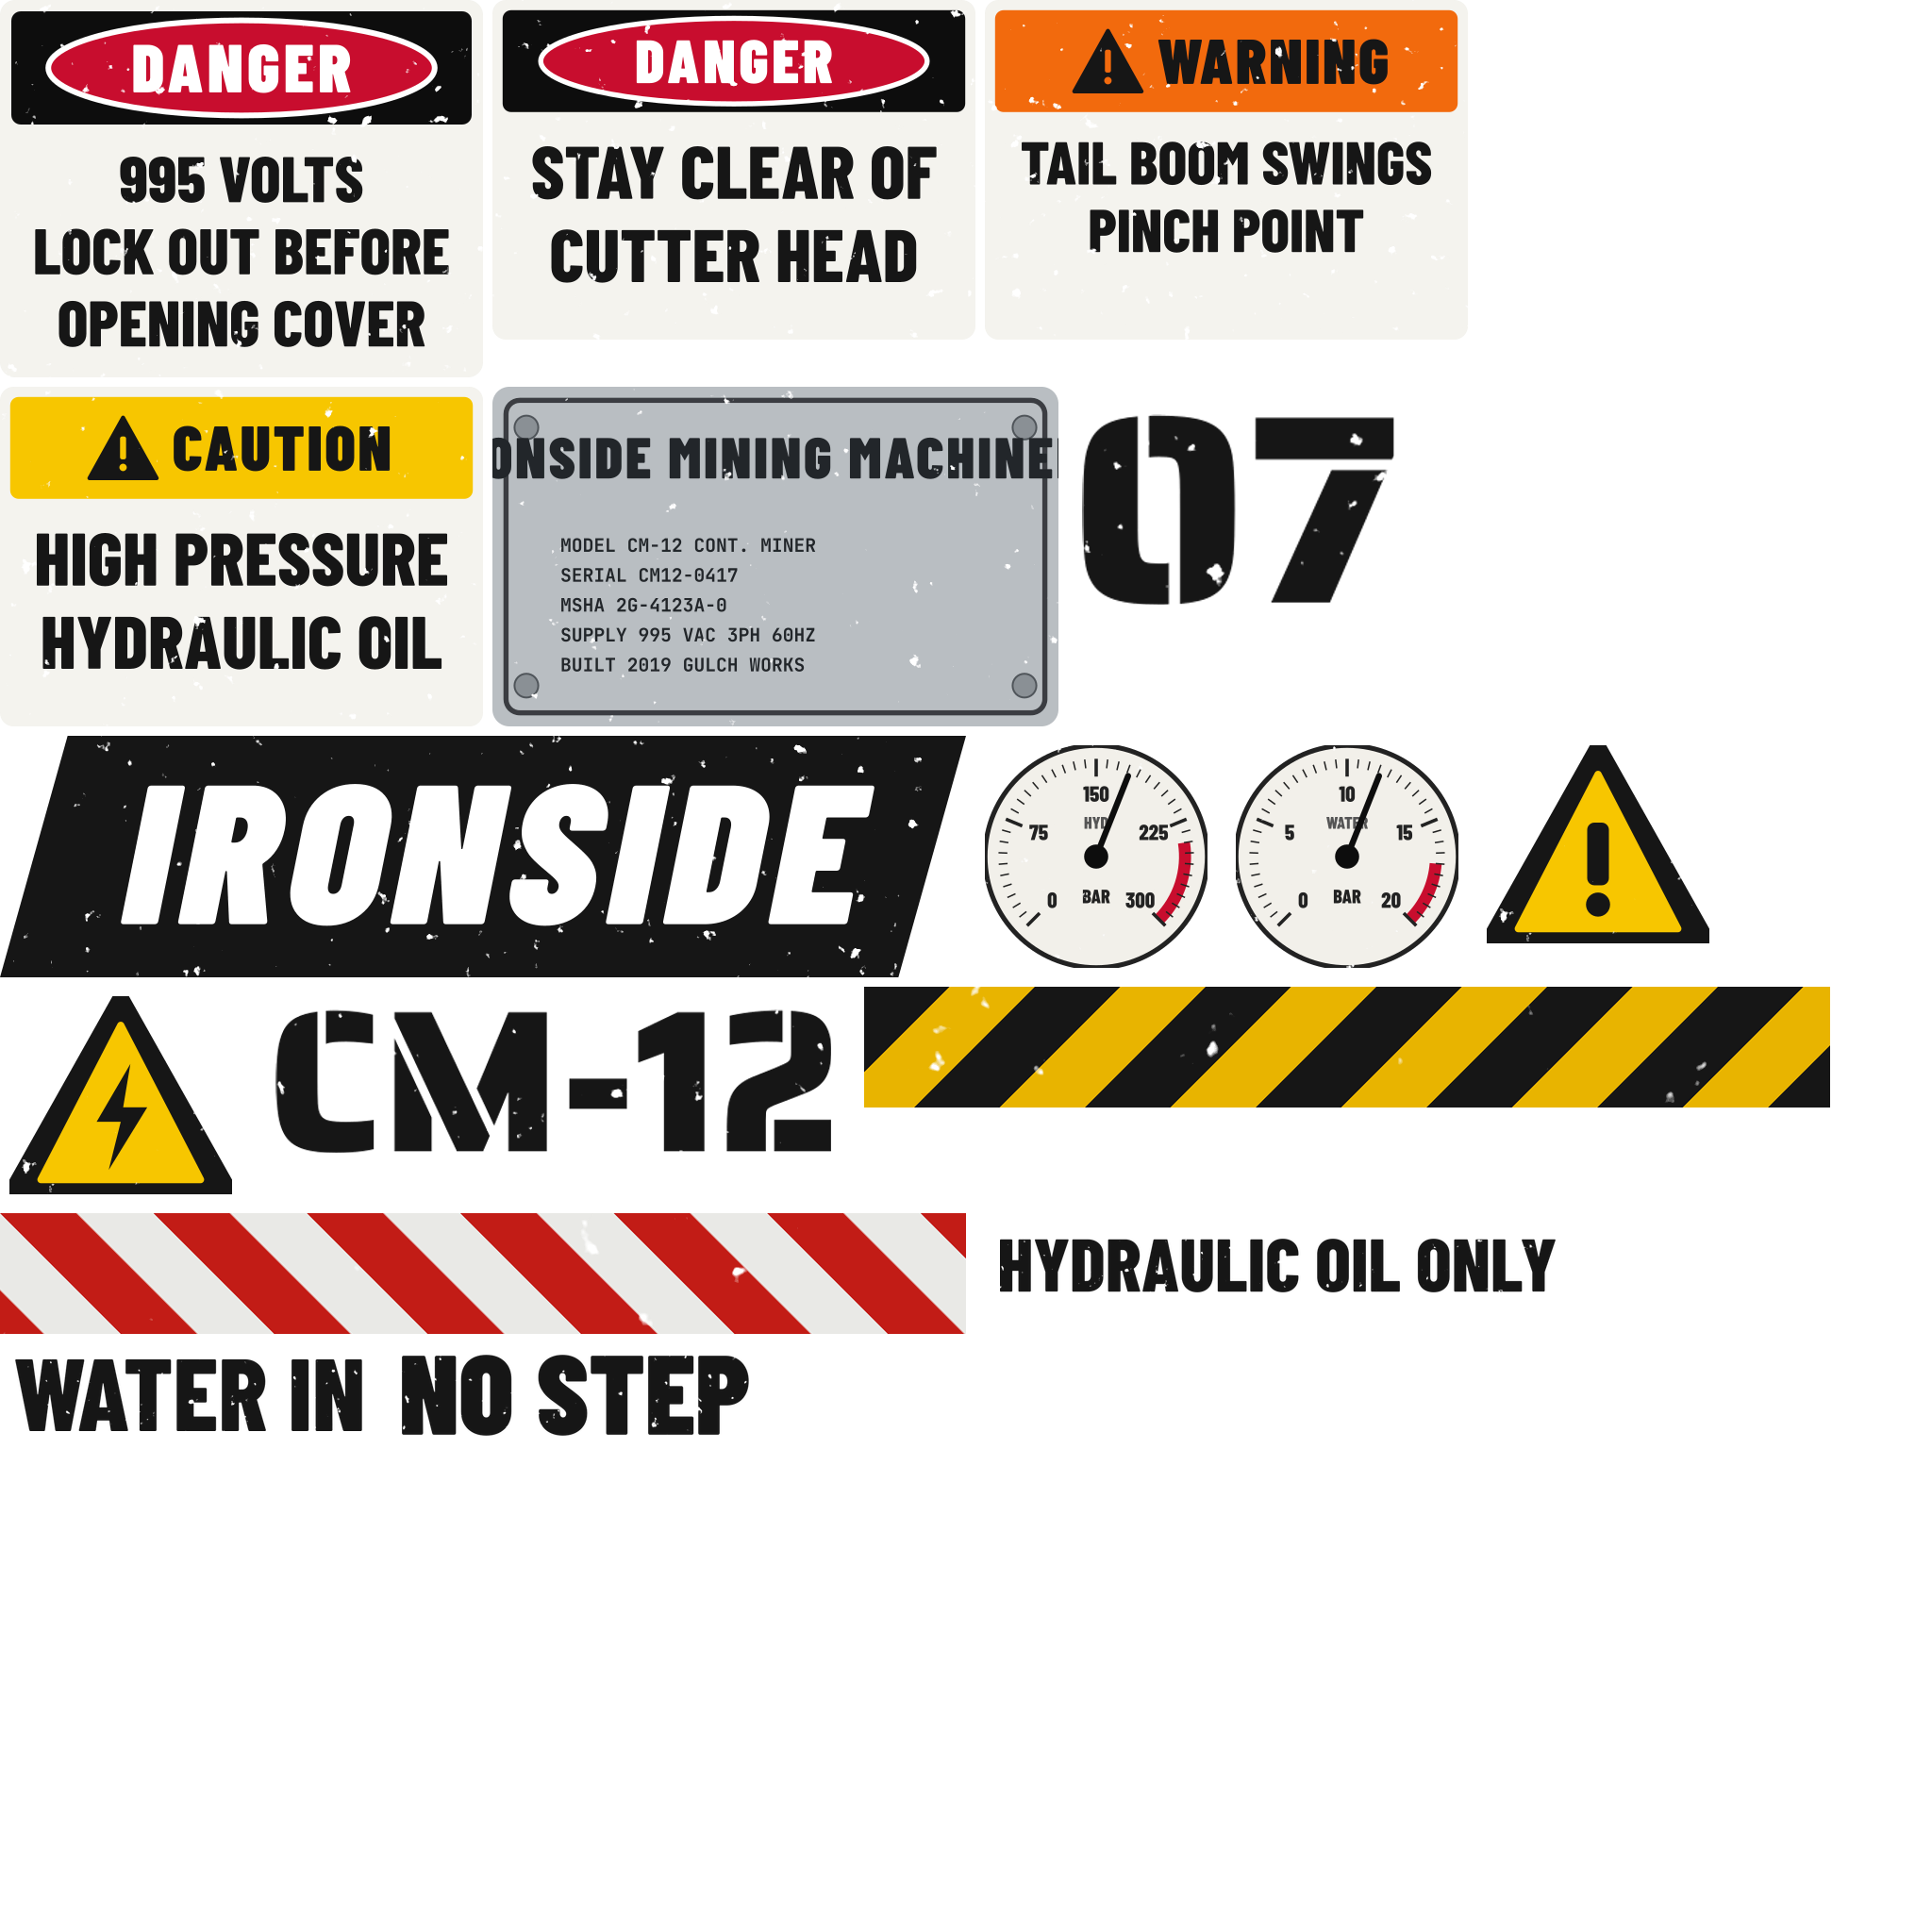 DANGER
995 VOLTS
LOCK OUT BEFORE
OPENING COVER
DANGER
STAY CLEAR OF
CUTTER HEAD
WARNING
TAIL BOOM SWINGS
PINCH POINT
CAUTION
HIGH PRESSURE
HYDRAULIC OIL
ONSIDE MINING MACHINE
MODEL CM-12 CONT. MINER
SERIAL CM12-0417
MSHA 2G-4123A-0
SUPPLY 995 VAC 3PH 60HZ
BUILT 2019 GULCH WORKS
07
IRONSIDE
150
HYD
75 225
0 BAR 300
10
WATER
5 15
0 BAR 20
CM-12
HYDRAULIC OIL ONLY
WATER IN
NO STEP